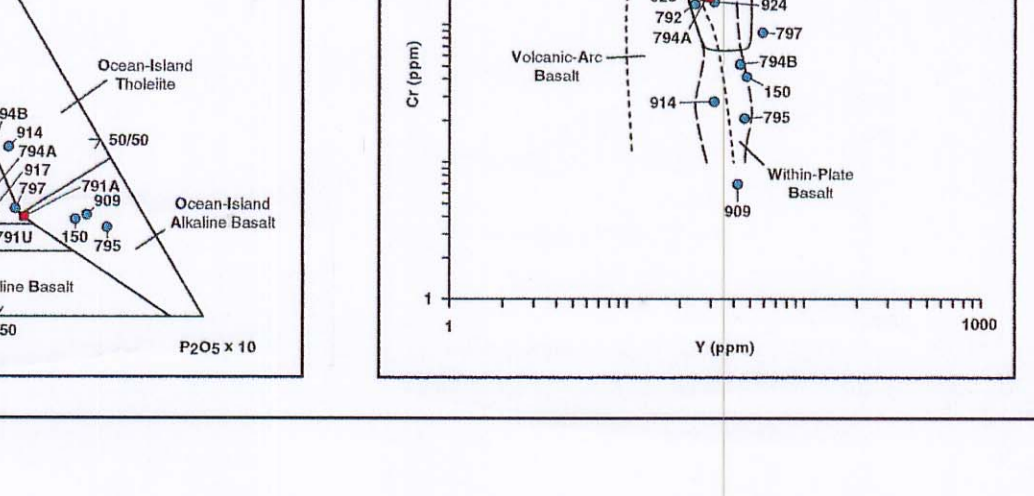 Ocean-Island
Tholeiite
94B
914
794A
917
797
50/50
791A
909
Ocean-Island
Alkaline Basalt
791U
150
795
line Basalt
50
P2O5 x 10
924
792
794A
797
Cr (ppm)
Volcanic-Arc
Basalt
794B
150
914
795
Within-Plate
Basalt
909
1
1
1000
Y (ppm)